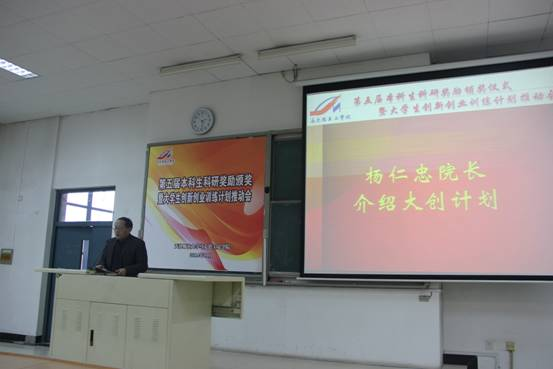 第五届本科生科研奖励颁奖
暨大学生创新创业训练计划推动会
第五届本科生科研奖励颁奖仪式
暨大学生创新创业训练计划推动会
杨仁忠院长
介绍大创计划